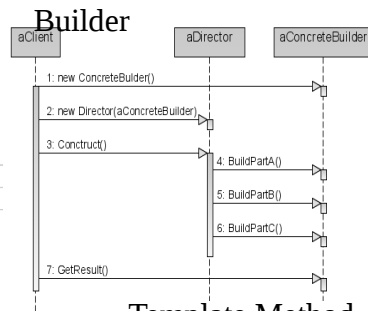 Builder
aClient
aDirector
aConcreteBuilder
1: new ConcreteBulder()
2: new Director(aConcreteBuilder)
3: Conctruct()
4: BuildPartA()
5: BuildPartB()
6: BuildPartC()
7: GetResult()
Template Method